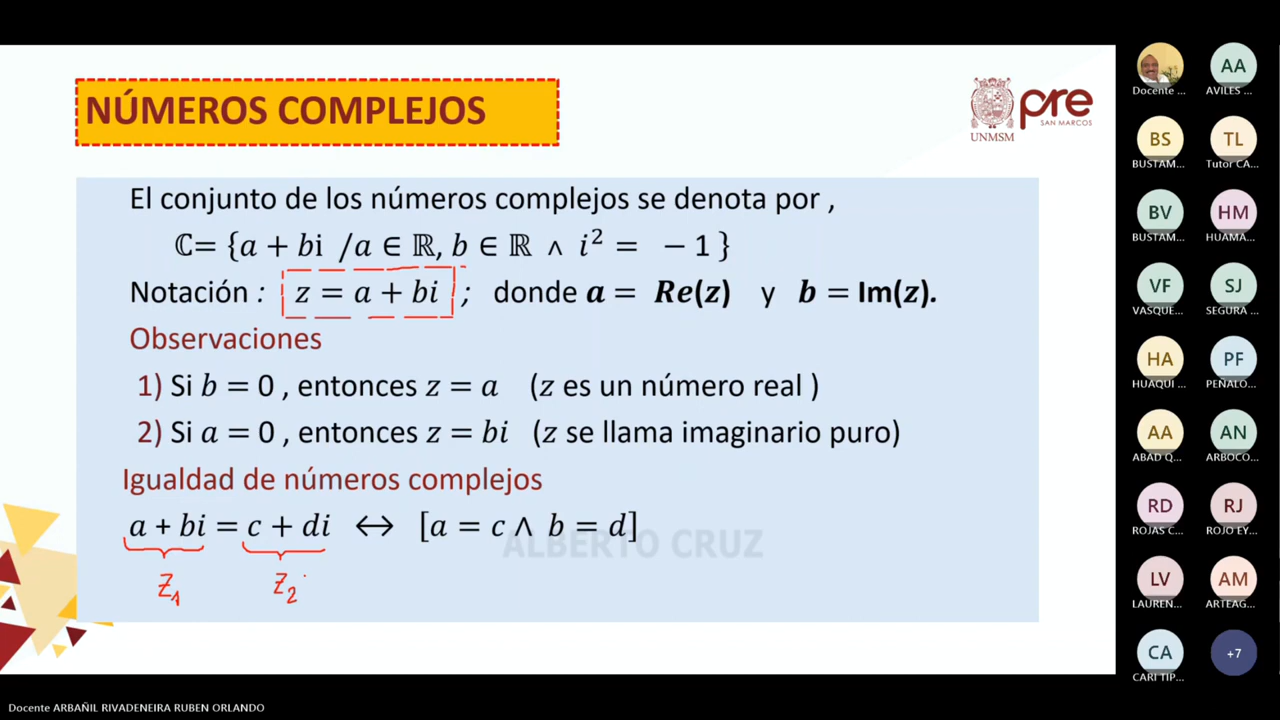 NÚMEROS COMPLEJOS
UNMSM
pre
SAN MARCOS
El conjunto de los números complejos se denota por ,
ℂ= {a + bi /a ∈ ℝ, b ∈ ℝ ∧ i² = −1 }
Notación : z = a + bi ; donde a = Re(z) y b = Im(z).
Observaciones
1) Si b = 0 , entonces z = a (z es un número real )
2) Si a = 0 , entonces z = bi (z se llama imaginario puro)
Igualdad de números complejos
a + bi = c + di ↔ [a = c ∧ b = d]
ALBERTO CRUZ
Z₁ Z₂
Docente ...
AA
AVILES ...
BS
BUSTAM...
TL
Tutor CA...
BV
BUSTAM...
HM
HUAMA...
VF
VASQUE...
SJ
SEGURA ...
HA
HUAQUI ...
PF
PEÑALO...
AA
ABAD Q...
AN
ARBOCO...
RD
ROJAS C...
RJ
ROJO EY...
LV
LAUREN...
AM
ARTEAG...
CA
CARI TIP...
+7
Docente ARBAÑIL RIVADENEIRA RUBEN ORLANDO